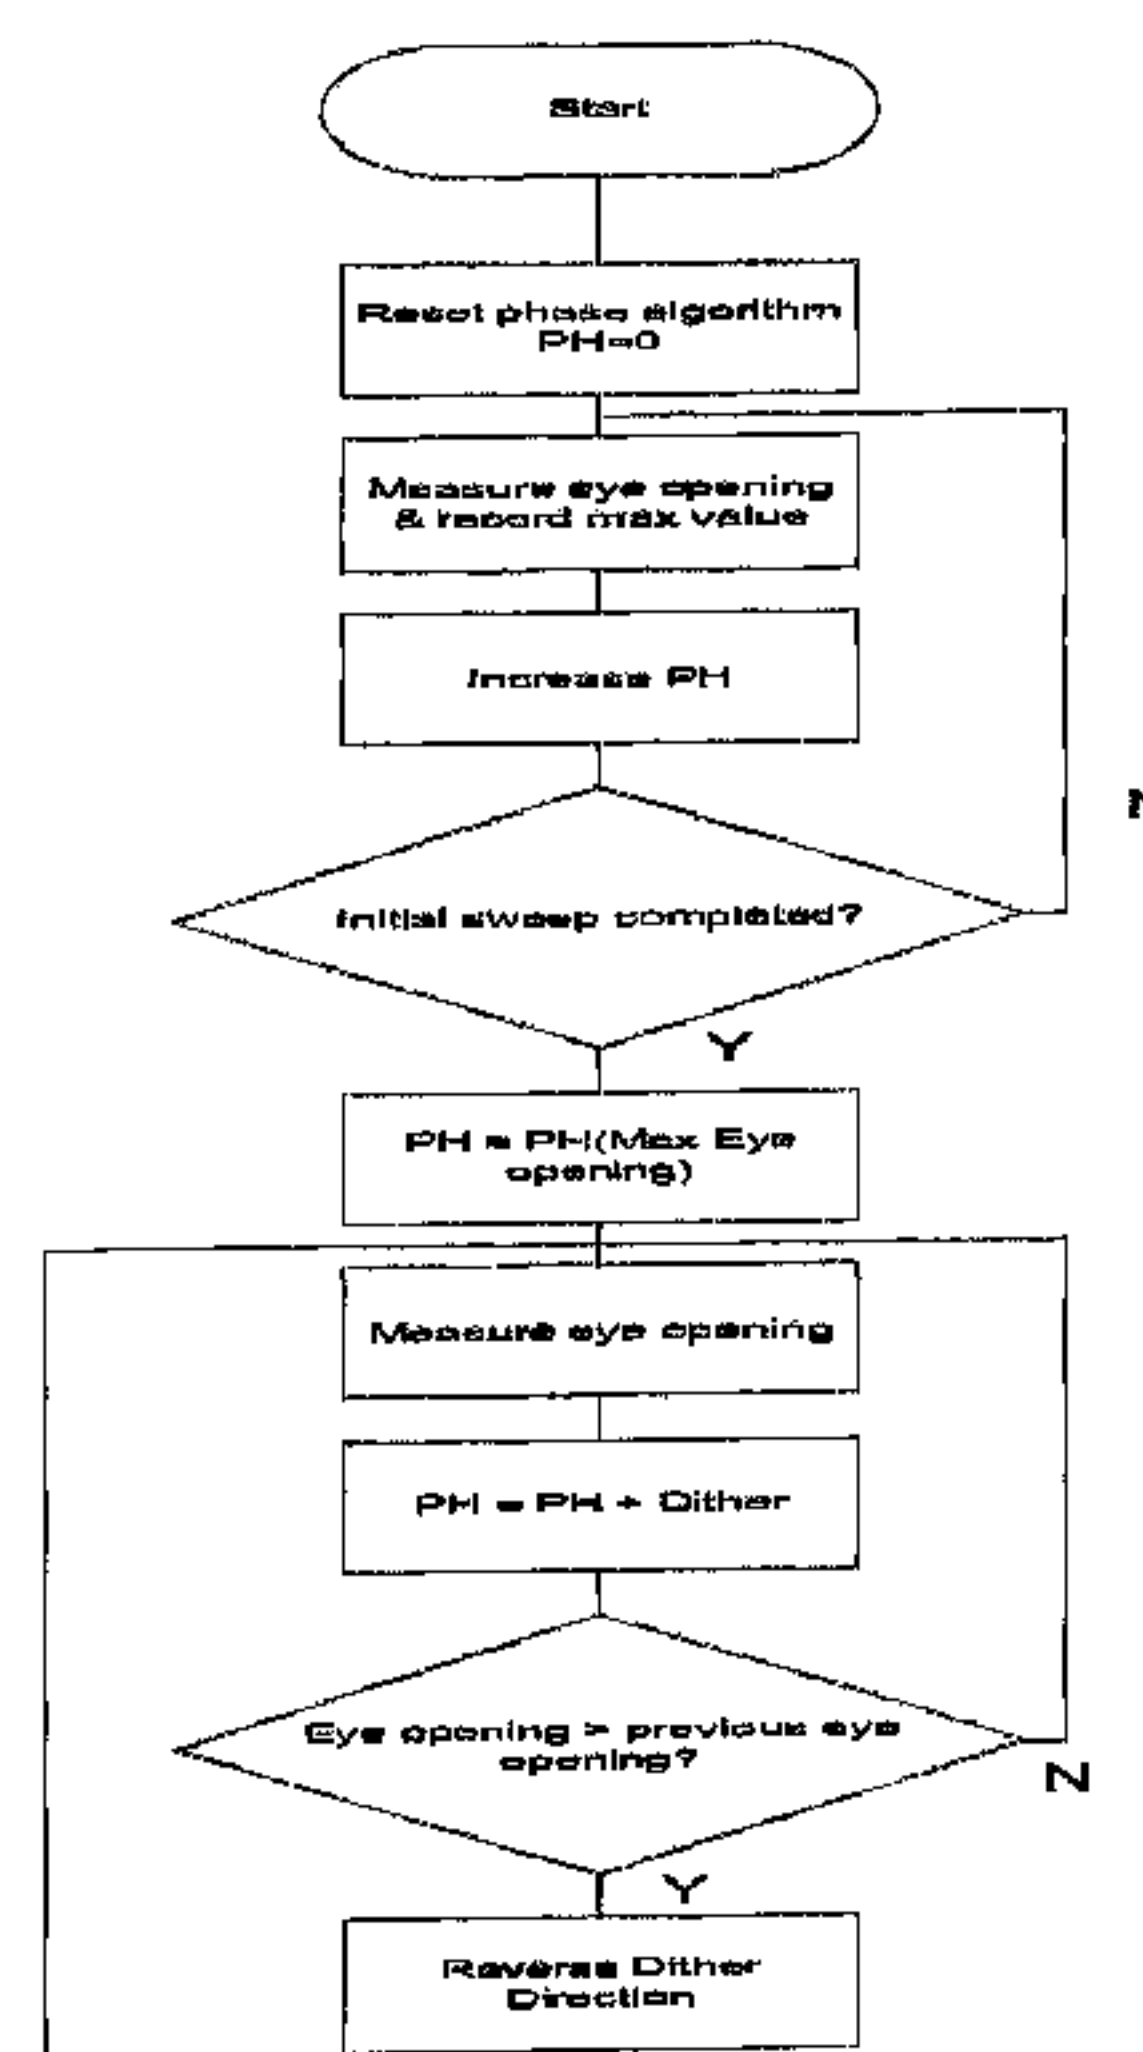 Start
Reset phase algorithm
PH=0
Measure eye opening
& record max value
Increase PH
Initial sweep completed?
Y
PH = PH(Max Eye
opening)
Measure eye opening
PH = PH + Dither
Eye opening > previous eye
opening?
N
Y
Reverse Dither
Direction